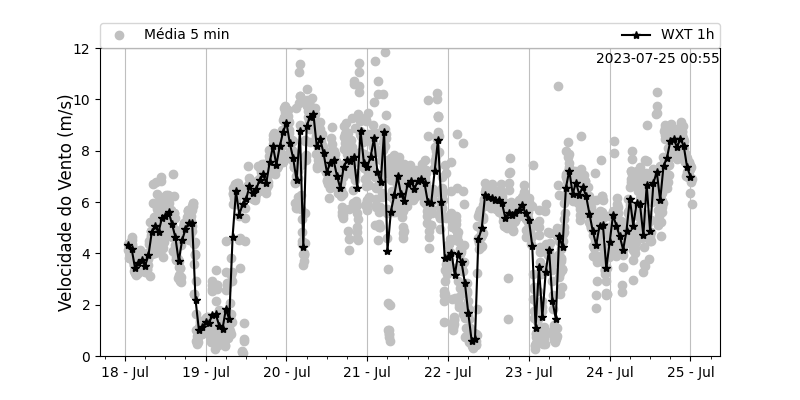 Média 5 min
WXT 1h
2023-07-25 00:55
Velocidade do Vento (m/s)
12
10
8
6
4
2
0
18 - Jul
19 - Jul
20 - Jul
21 - Jul
22 - Jul
23 - Jul
24 - Jul
25 - Jul